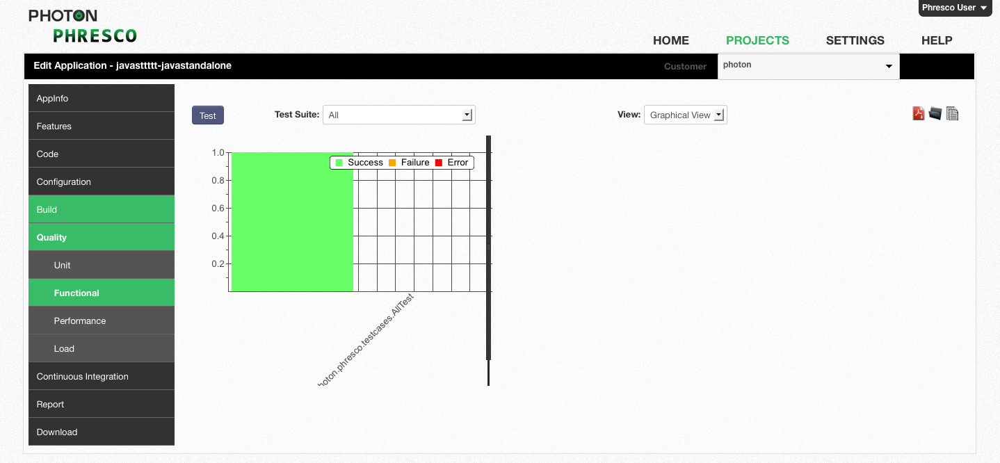 Phresco User
PHOTON
PHRESCO
HOME PROJECTS SETTINGS HELP
Edit Application - javasttttt-javastandalone
Customer photon
AppInfo
Features
Code
Configuration
Build
Quality
Unit
Functional
Performance
Load
Continuous Integration
Report
Download
Test
Test Suite: All
View: Graphical View
Success Failure Error
1.0
0.8
0.6
0.4
0.2
hoton.phresco.testcases.AllTest